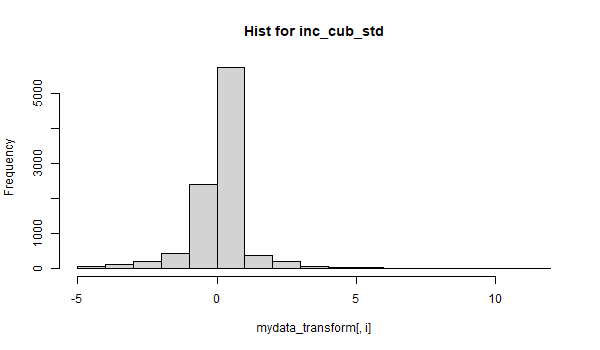 Hist for inc_cub_std
Frequency
5000
3000
1000
0
-5 0 5 10
mydata_transform[, i]